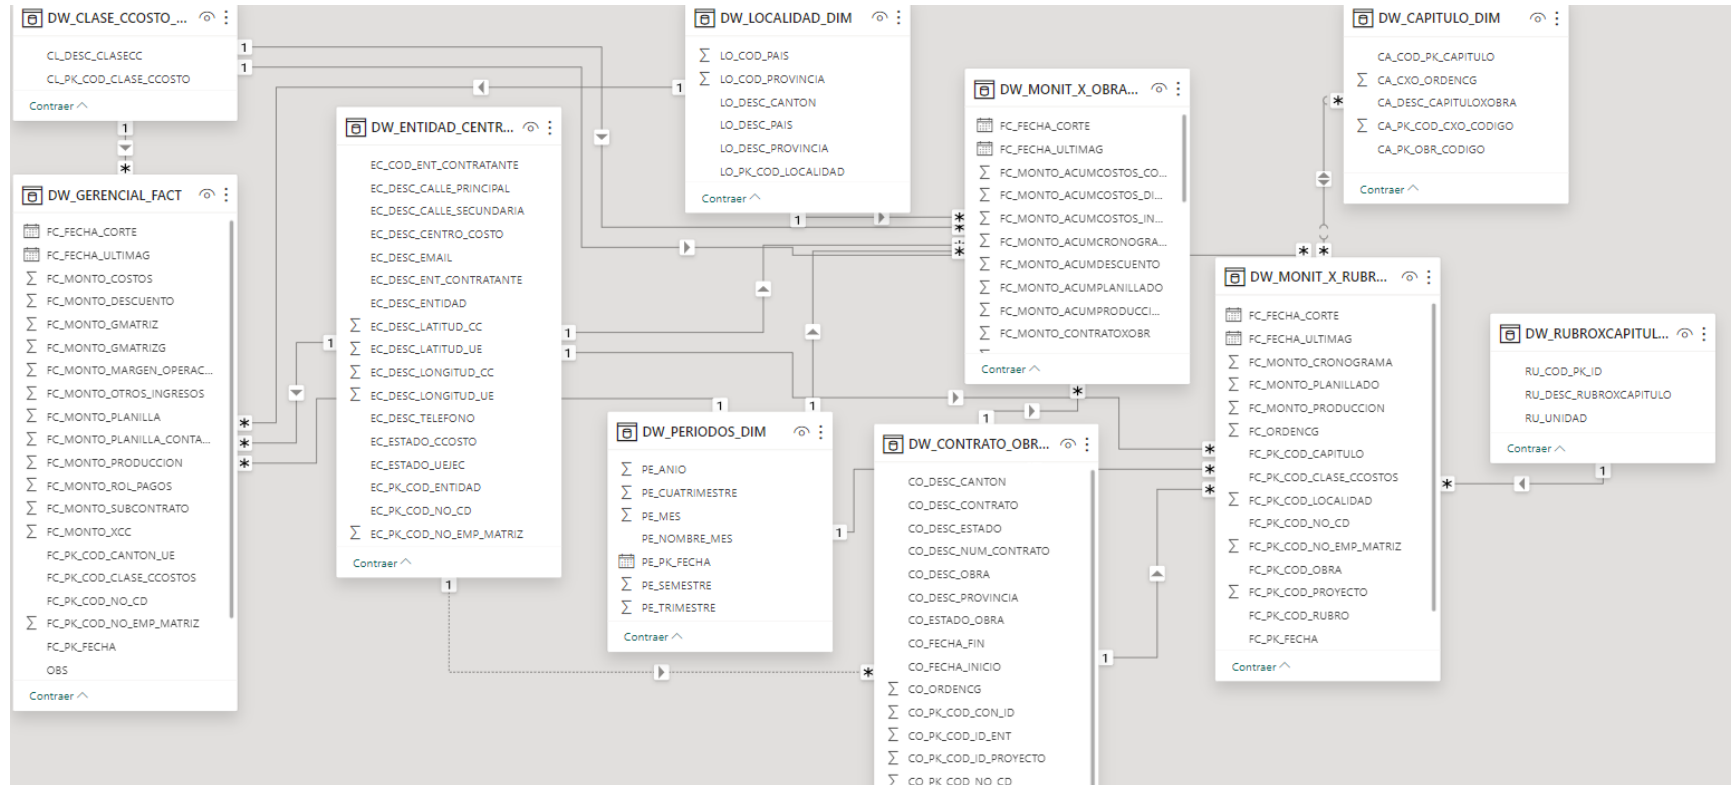 DW_CLASE_CCOSTO_...
CL_DESC_CLASECC
CL_PK_COD_CLASE_CCOSTO
Contraer
DW_GERENCIAL_FACT
FC_FECHA_CORTE
FC_FECHA_ULTIMAG
FC_MONTO_COSTOS
FC_MONTO_DESCUENTO
FC_MONTO_GMATRIZ
FC_MONTO_GMATRIZG
FC_MONTO_MARGEN_OPERAC...
FC_MONTO_OTROS_INGRESOS
FC_MONTO_PLANILLA
FC_MONTO_PLANILLA_CONTA...
FC_MONTO_PRODUCCION
FC_MONTO_ROL_PAGOS
FC_MONTO_SUBCONTRATO
FC_MONTO_XCC
FC_PK_COD_CANTON_UE
FC_PK_COD_CLASE_CCOSTOS
FC_PK_COD_NO_CD
FC_PK_COD_NO_EMP_MATRIZ
FC_PK_FECHA
OBS
Contraer
DW_ENTIDAD_CENTR...
EC_COD_ENT_CONTRATANTE
EC_DESC_CALLE_PRINCIPAL
EC_DESC_CALLE_SECUNDARIA
EC_DESC_CENTRO_COSTO
EC_DESC_EMAIL
EC_DESC_ENT_CONTRATANTE
EC_DESC_ENTIDAD
EC_DESC_LATITUD_CC
EC_DESC_LATITUD_UE
EC_DESC_LONGITUD_CC
EC_DESC_LONGITUD_UE
EC_DESC_TELEFONO
EC_ESTADO_CCOSTO
EC_ESTADO_UEJEC
EC_PK_COD_ENTIDAD
EC_PK_COD_NO_CD
EC_PK_COD_NO_EMP_MATRIZ
Contraer
DW_LOCALIDAD_DIM
LO_COD_PAIS
LO_COD_PROVINCIA
LO_DESC_CANTON
LO_DESC_PAIS
LO_DESC_PROVINCIA
LO_PK_COD_LOCALIDAD
Contraer
DW_PERIODOS_DIM
PE_ANIO
PE_CUATRIMESTRE
PE_MES
PE_NOMBRE_MES
PE_PK_FECHA
PE_SEMESTRE
PE_TRIMESTRE
Contraer
DW_MONIT_X_OBRA...
FC_FECHA_CORTE
FC_FECHA_ULTIMAG
FC_MONTO_ACUMCOSTOS_CO...
FC_MONTO_ACUMCOSTOS_DI...
FC_MONTO_ACUMCOSTOS_IN...
FC_MONTO_ACUMCRONOGRA...
FC_MONTO_ACUMDESCUENTO
FC_MONTO_ACUMPLANILLADO
FC_MONTO_ACUMPRODUCCI...
FC_MONTO_CONTRATOXOBR
Contraer
DW_CONTRATO_OBR...
CO_DESC_CANTON
CO_DESC_CONTRATO
CO_DESC_ESTADO
CO_DESC_NUM_CONTRATO
CO_DESC_OBRA
CO_DESC_PROVINCIA
CO_ESTADO_OBRA
CO_FECHA_FIN
CO_FECHA_INICIO
CO_ORDENCG
CO_PK_COD_CON_ID
CO_PK_COD_ID_ENT
CO_PK_COD_ID_PROYECTO
CO_PK_COD_NO_CD
DW_CAPITULO_DIM
CA_COD_PK_CAPITULO
CA_CXO_ORDENCG
CA_DESC_CAPITULOXOBRA
CA_PK_COD_CXO_CODIGO
CA_PK_OBR_CODIGO
Contraer
DW_MONIT_X_RUBR...
FC_FECHA_CORTE
FC_FECHA_ULTIMAG
FC_MONTO_CRONOGRAMA
FC_MONTO_PLANILLADO
FC_MONTO_PRODUCCION
FC_ORDENCG
FC_PK_COD_CAPITULO
FC_PK_COD_CLASE_CCOSTOS
FC_PK_COD_LOCALIDAD
FC_PK_COD_NO_CD
FC_PK_COD_NO_EMP_MATRIZ
FC_PK_COD_OBRA
FC_PK_COD_PROYECTO
FC_PK_COD_RUBRO
FC_PK_FECHA
Contraer
DW_RUBROXCAPITUL...
RU_COD_PK_ID
RU_DESC_RUBROXCAPITULO
RU_UNIDAD
Contraer